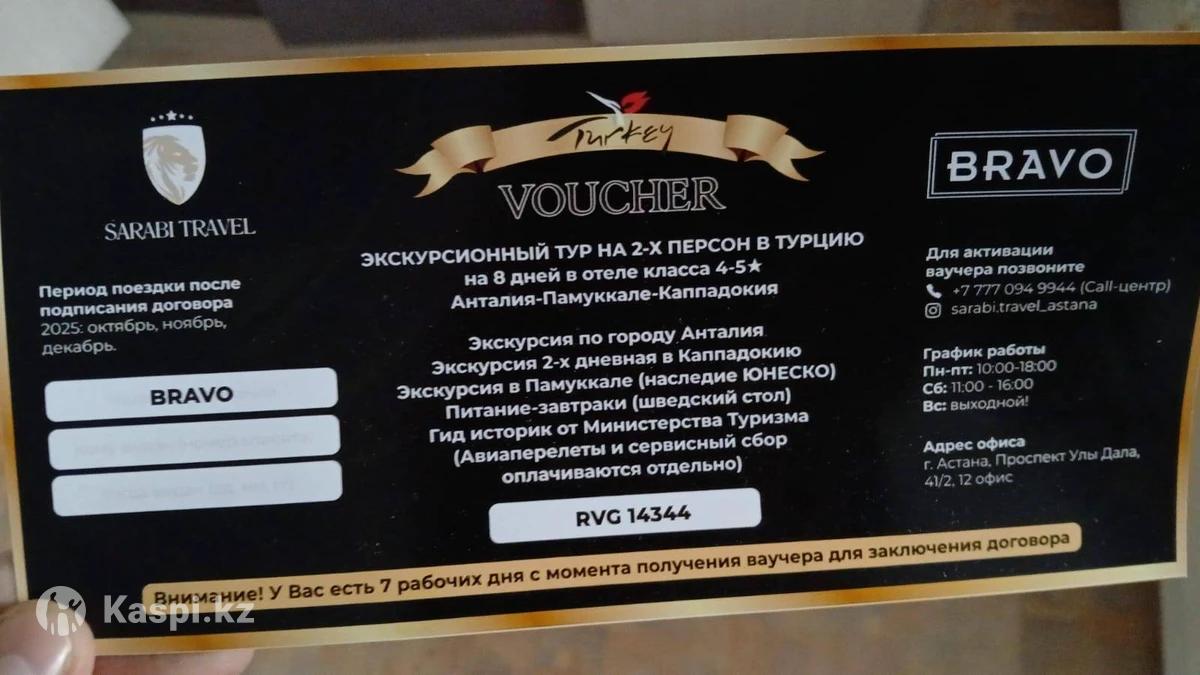 SARABI TRAVEL
Период поездки после
подписания договора
2025: октябрь, ноябрь,
декабрь.
BRAVO
Turkey
VOUCHER
ЭКСКУРСИОННЫЙ ТУР НА 2-Х ПЕРСОН В ТУРЦИЮ
на 8 дней в отеле класса 4-5★
Анталия-Памуккале-Каппадокия
Экскурсия по городу Анталия
Экскурсия 2-х дневная в Каппадокию
Экскурсия в Памуккале (наследие ЮНЕСКО)
Питание-завтраки (шведский стол)
Гид историк от Министерства Туризма
(Авиаперелеты и сервисный сбор
оплачиваются отдельно)
RVG 14344
BRAVO
Для активации
ваучера позвоните
+7 777 094 9944 (Call-центр)
sarabi.travel_astana
График работы
Пн-пт: 10:00-18:00
Сб: 11:00 - 16:00
Вс: выходной!
Адрес офиса
г. Астана, Проспект Улы Дала,
41/2, 12 офис
Внимание! У Вас есть 7 рабочих дня с момента получения ваучера для заключения договора
Kaspi.kz